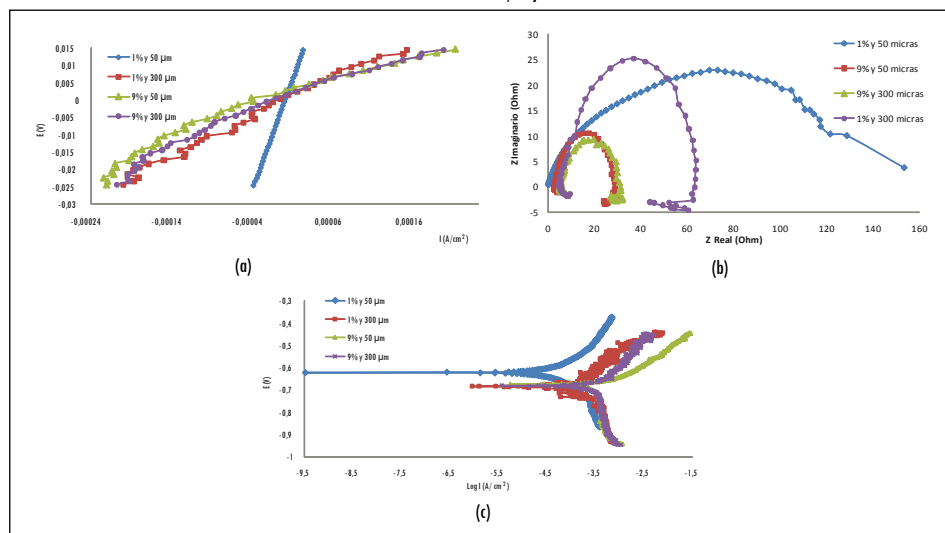 0,015
0,01
0,005
0
-0,005
-0,01
-0,015
-0,02
-0,025
-0,03
E (V)
-0,00024
-0,00014
-0,00004
0,00006
0,00016
I (A/cm²)
1% y 50 µm
1% y 300 µm
9% y 50 µm
9% y 300 µm
(a)
30
25
20
15
10
5
0
-5
ZImaginario (Ohm)
0
20
40
60
80
100
120
140
160
Z Real (Ohm)
1% y 50 micras
9% y 50 micras
9% y 300 micras
1% y 300 micras
(b)
1% y 50 µm
1% y 300 µm
9% y 50 µm
9% y 300 µm
-0,3
-0,4
-0,5
-0,6
-0,7
-0,8
-0,9
-1
E (V)
-9,5
-8,5
-7,5
-6,5
-5,5
-4,5
-3,5
-2,5
-1,5
Log I (A/ cm²)
(c)